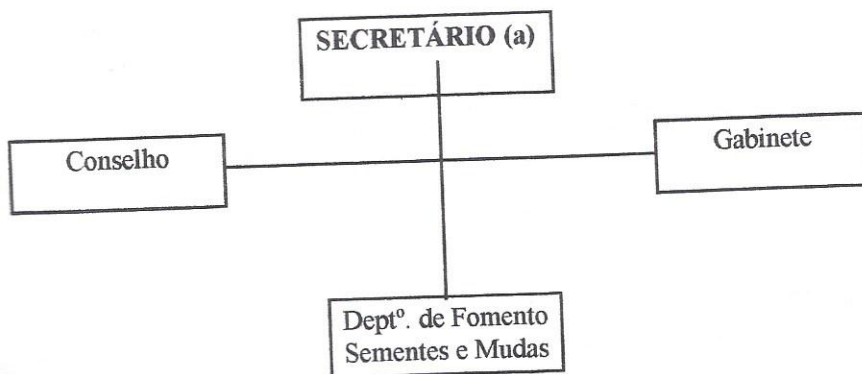 SECRETÁRIO (a)
Conselho
Gabinete
Deptº. de Fomento
Sementes e Mudas